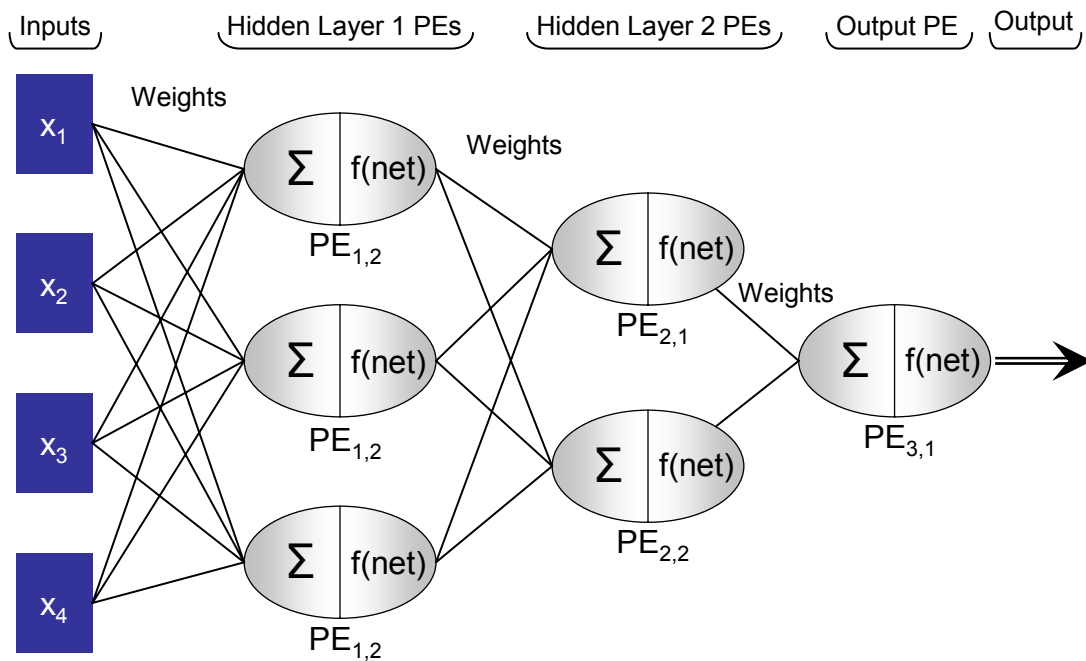 Inputs
Hidden Layer 1 PEs
Hidden Layer 2 PEs
Output PE
Output
Weights
x₁
x₂
x₃
x₄
Σ f(net)
PE₁,₂
Σ f(net)
PE₁,₂
Σ f(net)
PE₁,₂
Weights
Σ f(net)
PE₂,₁
Σ f(net)
PE₂,₂
Weights
Σ f(net)
PE₃,₁